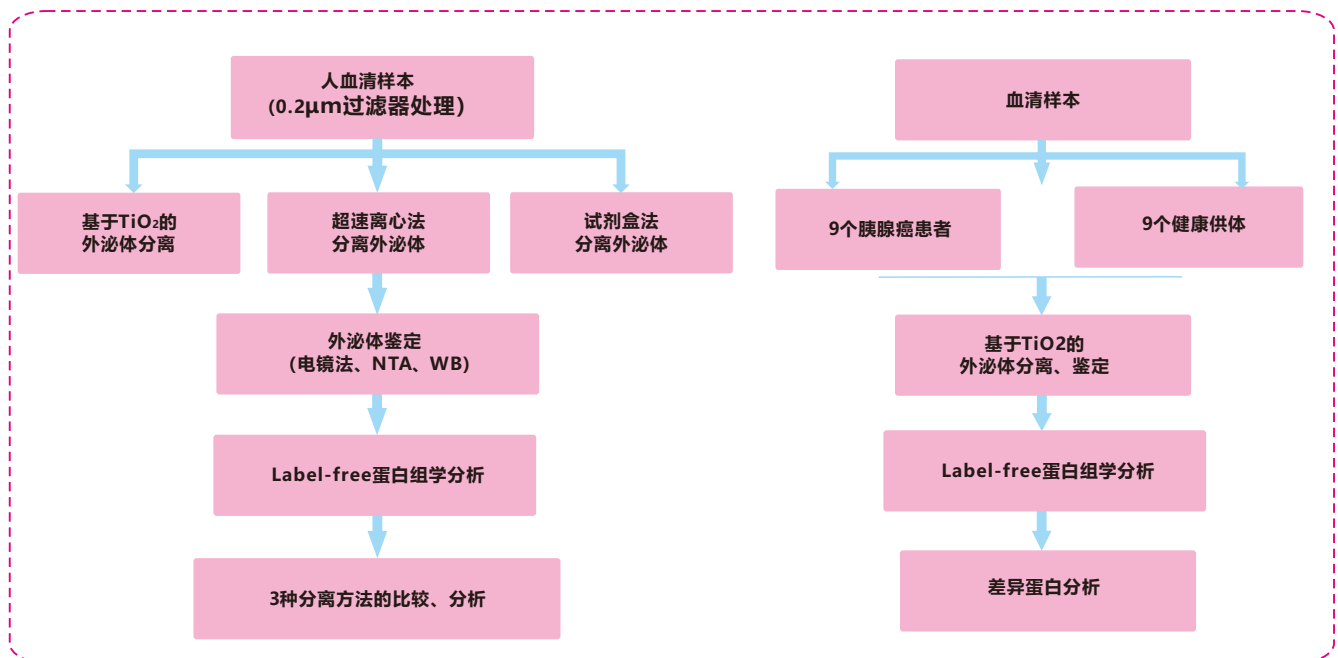 人血清样本
(0.2μm过滤器处理）
基于TiO₂的
外泌体分离
超速离心法
分离外泌体
试剂盒法
分离外泌体
外泌体鉴定
(电镜法、NTA、WB)
Label-free蛋白组学分析
3种分离方法的比较、分析
血清样本
9个胰腺癌患者
9个健康供体
基于TiO2的
外泌体分离、鉴定
Label-free蛋白组学分析
差异蛋白分析